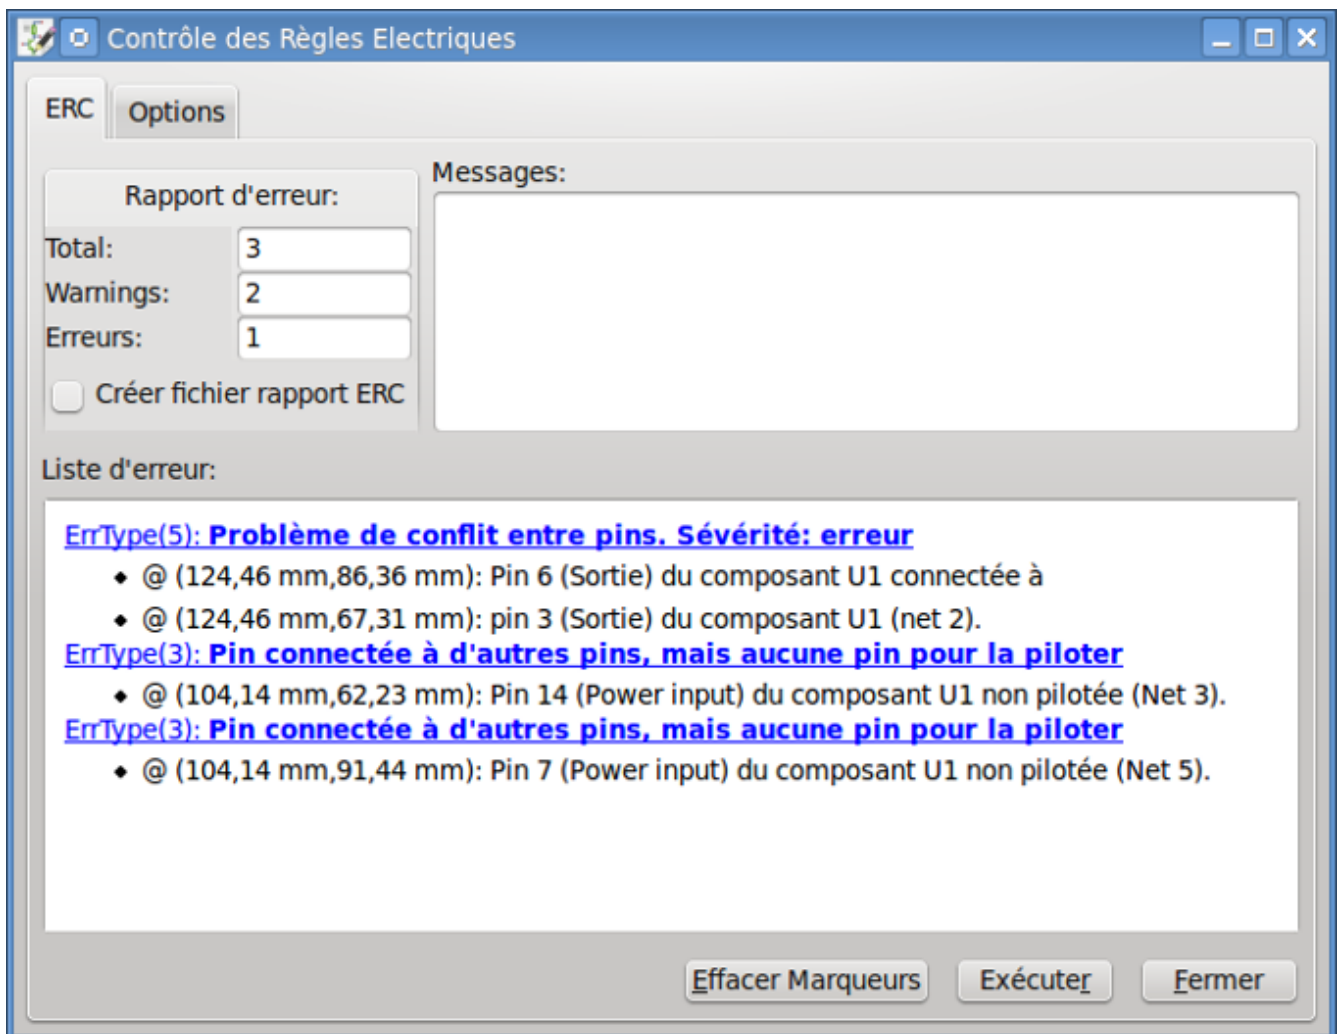 Contrôle des Règles Electriques
ERC
Options
Rapport d'erreur:
Total:
3
Warnings:
2
Erreurs:
1
Créer fichier rapport ERC
Messages:
Liste d'erreur:
ErrType(5): Problème de conflit entre pins. Sévérité: erreur
@ (124,46 mm,86,36 mm): Pin 6 (Sortie) du composant U1 connectée à
@ (124,46 mm,67,31 mm): pin 3 (Sortie) du composant U1 (net 2).
ErrType(3): Pin connectée à d'autres pins, mais aucune pin pour la piloter
@ (104,14 mm,62,23 mm): Pin 14 (Power input) du composant U1 non pilotée (Net 3).
ErrType(3): Pin connectée à d'autres pins, mais aucune pin pour la piloter
@ (104,14 mm,91,44 mm): Pin 7 (Power input) du composant U1 non pilotée (Net 5).
Effacer Marqueurs
Exécuter
Fermer